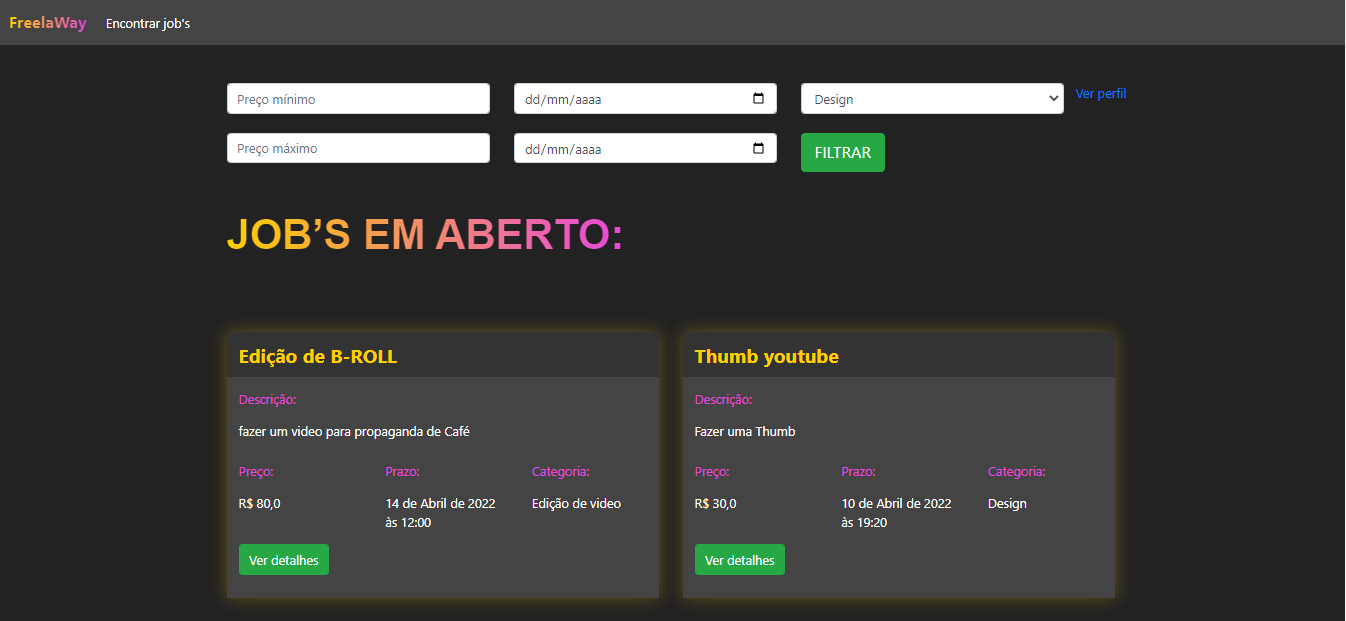 FreelaWay Encontrar job's
Preço mínimo dd/mm/aaaa Design Ver perfil
Preço máximo dd/mm/aaaa FILTRAR
JOB’S EM ABERTO:
Edição de B-ROLL
Descrição:
fazer um video para propaganda de Café
Preço: Prazo: Categoria:
R$ 80,0 14 de Abril de 2022 Edição de video
às 12:00
Ver detalhes
Thumb youtube
Descrição:
Fazer uma Thumb
Preço: Prazo: Categoria:
R$ 30,0 10 de Abril de 2022 Design
às 19:20
Ver detalhes